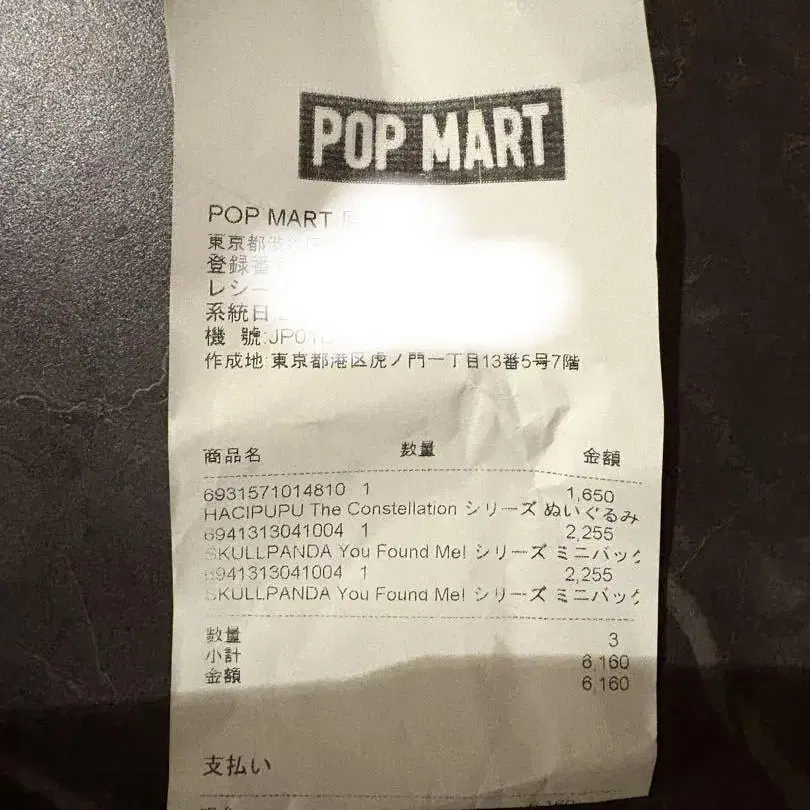 POP MART
POP MART
東京都渋谷区
登録番
レシー
系統日
機 號:JP01
作成地:東京都港区虎ノ門一丁目13番5号7階
商品名 数量 金額
6931571014810 1 1,650
HACIPUPU The Constellation シリーズ ぬいぐるみ
6941313041004 1 2,255
SKULLPANDA You Found Me! シリーズ ミニバッグ
6941313041004 1 2,255
SKULLPANDA You Found Me! シリーズ ミニバッグ
数量 3
小計 6,160
金額 6,160
支払い